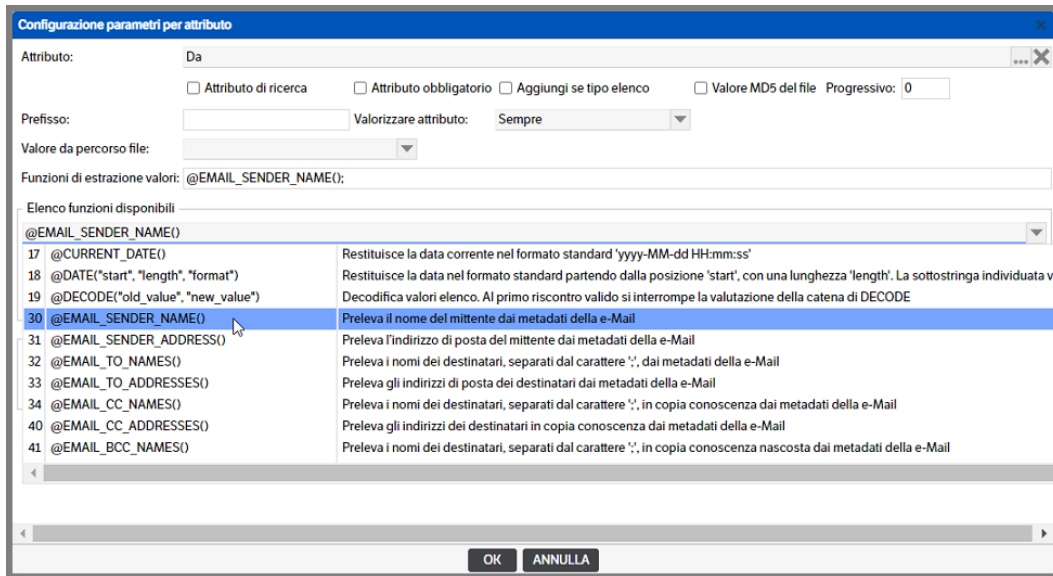 Configurazione parametri per attributo
Attributo: Da ...
Attributo di ricerca Attributo obbligatorio Aggiungi se tipo elenco Valore MD5 del file Progressivo: 0
Prefisso: Valorizzare attributo: Sempre
Valore da percorso file:
Funzioni di estrazione valori: @EMAIL_SENDER_NAME();
Elenco funzioni disponibili
@EMAIL_SENDER_NAME()
17 @CURRENT_DATE() Restituisce la data corrente nel formato standard 'yyyy-MM-dd HH:mm:ss'
18 @DATE("start", "length", "format") Restituisce la data nel formato standard partendo dalla posizione 'start', con una lunghezza 'length'. La sottostringa individuata v
19 @DECODE("old_value", "new_value") Decodifica valori elenco. Al primo riscontro valido si interrompe la valutazione della catena di DECODE
30 @EMAIL_SENDER_NAME() Preleva il nome del mittente dai metadati della e-Mail
31 @EMAIL_SENDER_ADDRESS() Preleva l'indirizzo di posta del mittente dai metadati della e-Mail
32 @EMAIL_TO_NAMES() Preleva i nomi dei destinatari, separati dal carattere ';', dai metadati della e-Mail
33 @EMAIL_TO_ADDRESSES() Preleva gli indirizzi di posta dei destinatari dai metadati della e-Mail
34 @EMAIL_CC_NAMES() Preleva i nomi dei destinatari, separati dal carattere ';', in copia conoscenza dai metadati della e-Mail
40 @EMAIL_CC_ADDRESSES() Preleva gli indirizzi dei destinatari in copia conoscenza dai metadati della e-Mail
41 @EMAIL_BCC_NAMES() Preleva i nomi dei destinatari, separati dal carattere ';', in copia conoscenza nascosta dai metadati della e-Mail
OK ANNULLA